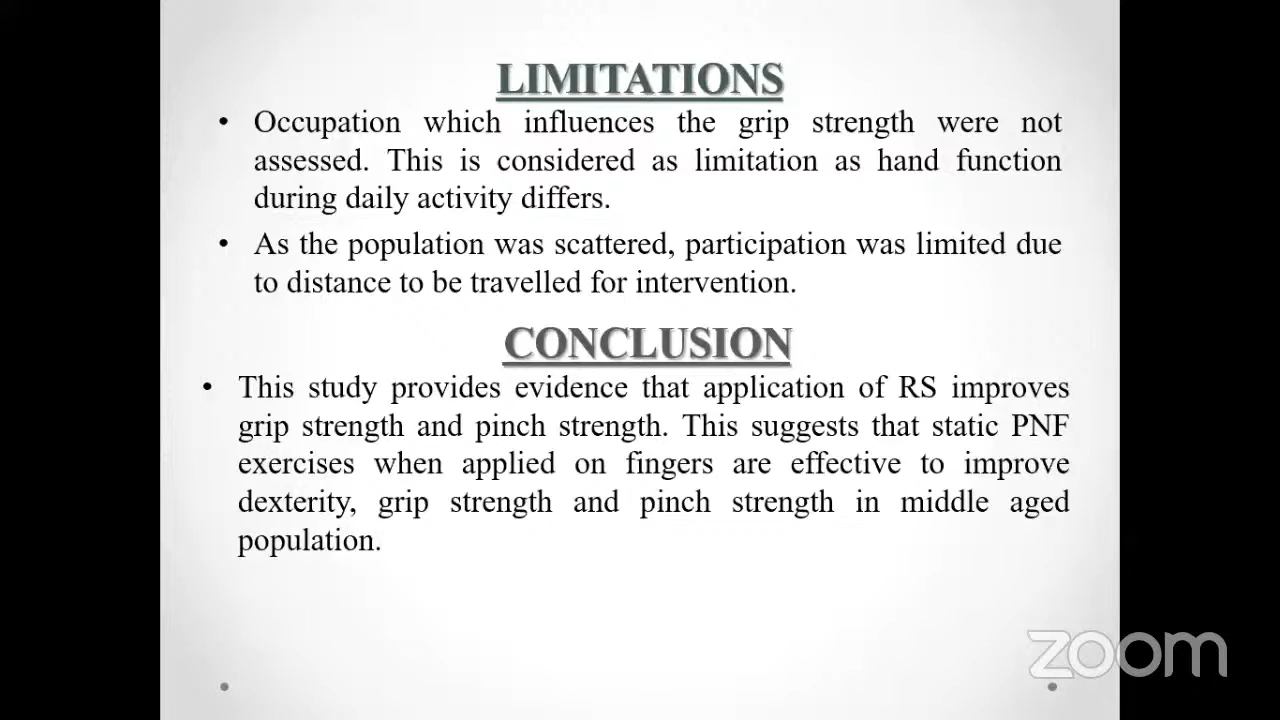 LIMITATIONS
• Occupation which influences the grip strength were not
assessed. This is considered as limitation as hand function
during daily activity differs.
• As the population was scattered, participation was limited due
to distance to be travelled for intervention.
CONCLUSION
• This study provides evidence that application of RS improves
grip strength and pinch strength. This suggests that static PNF
exercises when applied on fingers are effective to improve
dexterity, grip strength and pinch strength in middle aged
population.
zoom